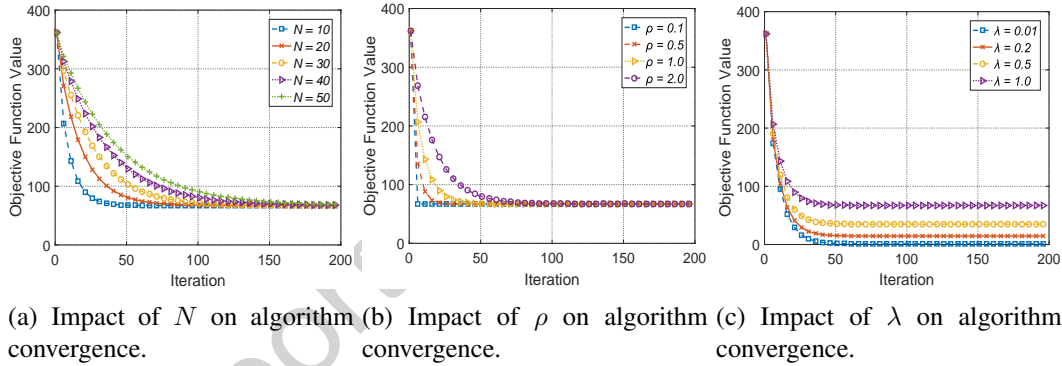 400
300
200
100
0
0 50 100 150 200
Objective Function Value
Iteration
N = 10
N = 20
N = 30
N = 40
N = 50
(a) Impact of N on algorithm
convergence.
400
300
200
100
0
0 50 100 150 200
Objective Function Value
Iteration
ρ = 0.1
ρ = 0.5
ρ = 1.0
ρ = 2.0
(b) Impact of ρ on algorithm
convergence.
400
300
200
100
0
0 50 100 150 200
Objective Function Value
Iteration
λ = 0.01
λ = 0.2
λ = 0.5
λ = 1.0
(c) Impact of λ on algorithm
convergence.